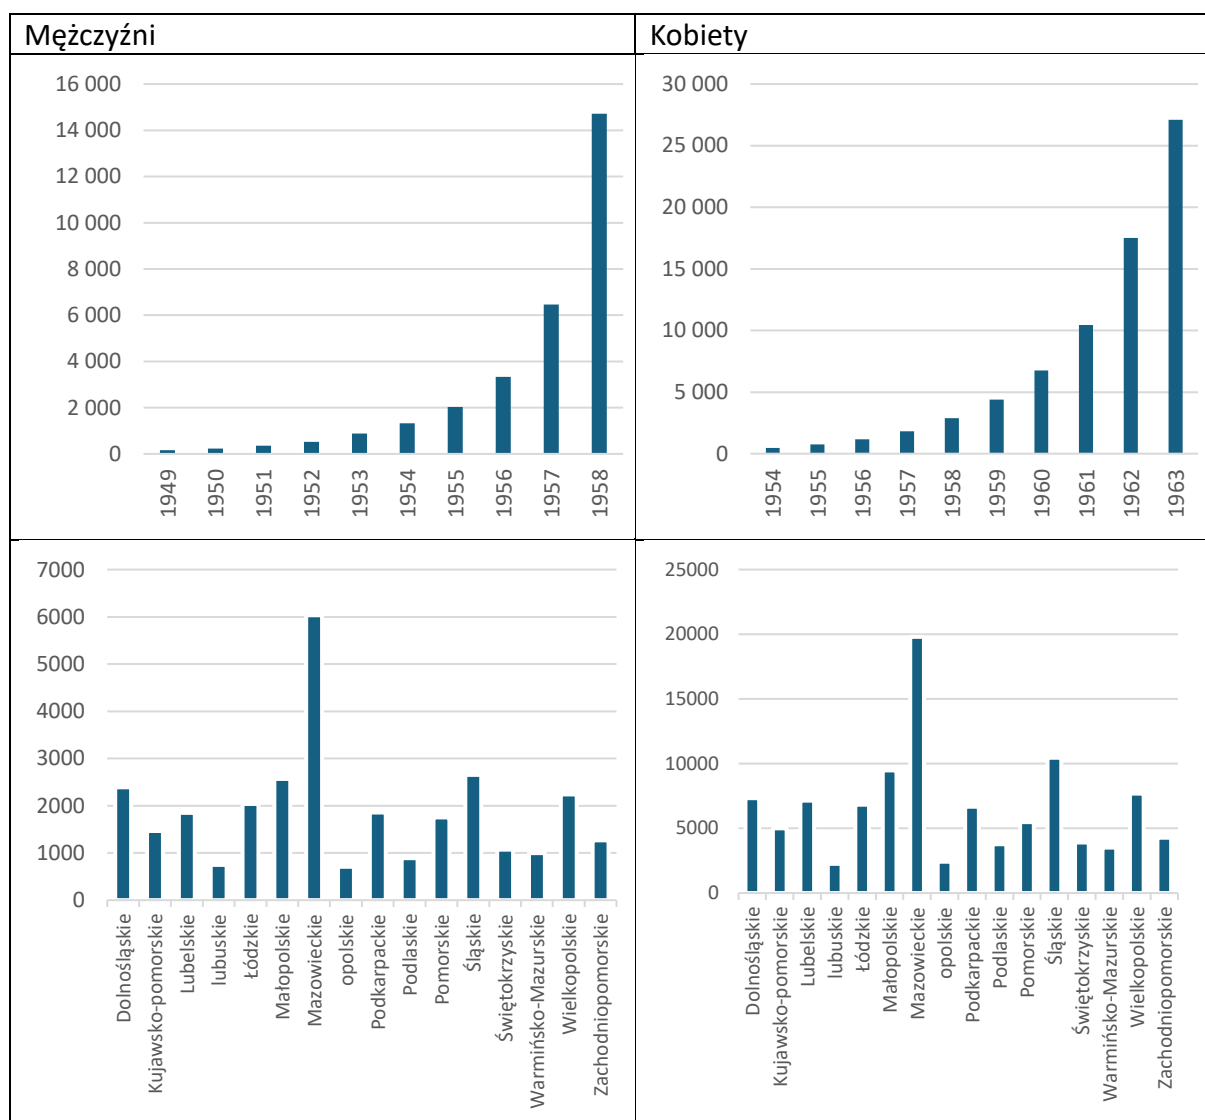 Mężczyźni
Kobiety
16 000
14 000
12 000
10 000
8 000
6 000
4 000
2 000
0
1949
1950
1951
1952
1953
1954
1955
1956
1957
1958
30 000
25 000
20 000
15 000
10 000
5 000
0
1954
1955
1956
1957
1958
1959
1960
1961
1962
1963
7000
6000
5000
4000
3000
2000
1000
0
Dolnośląskie
Kujawsko-pomorskie
Lubelskie
lubuskie
Łódzkie
Małopolskie
Mazowieckie
opolskie
Podkarpackie
Podlaskie
Pomorskie
Śląskie
Świętokrzyskie
Warmińsko-Mazurskie
Wielkopolskie
Zachodniopomorskie
25000
20000
15000
10000
5000
0
Dolnośląskie
Kujawsko-pomorskie
Lubelskie
lubuskie
Łódzkie
Małopolskie
Mazowieckie
opolskie
Podkarpackie
Podlaskie
Pomorskie
Śląskie
Świętokrzyskie
Warmińsko-Mazurskie
Wielkopolskie
Zachodniopomorskie